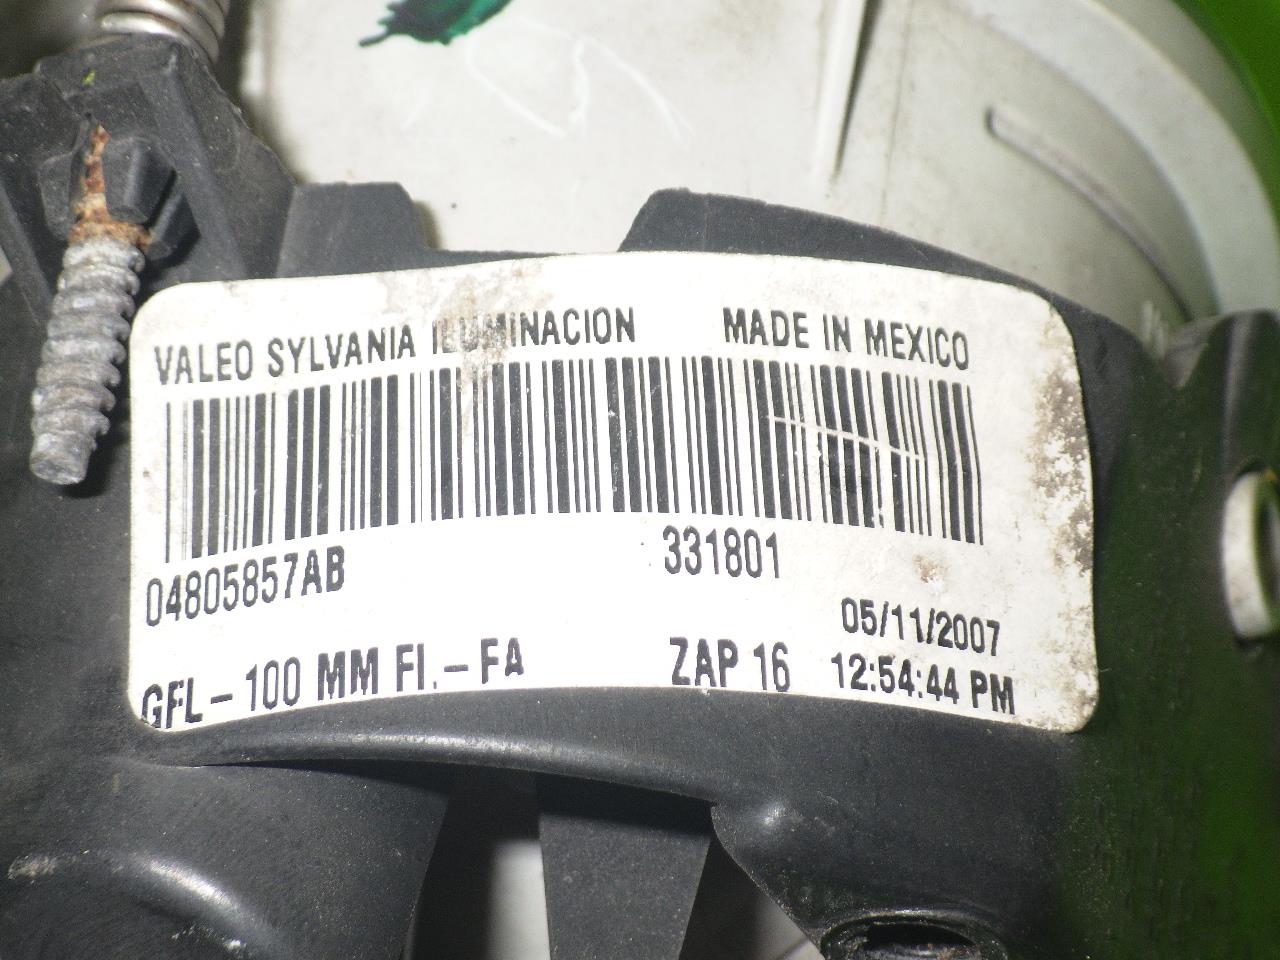 VALEO SYLVANIA ILUMINACION MADE IN MEXICO
04805857AB 331801
05/11/2007
GFL - 100 MM FI. - FA ZAP 16 12:54:44 PM